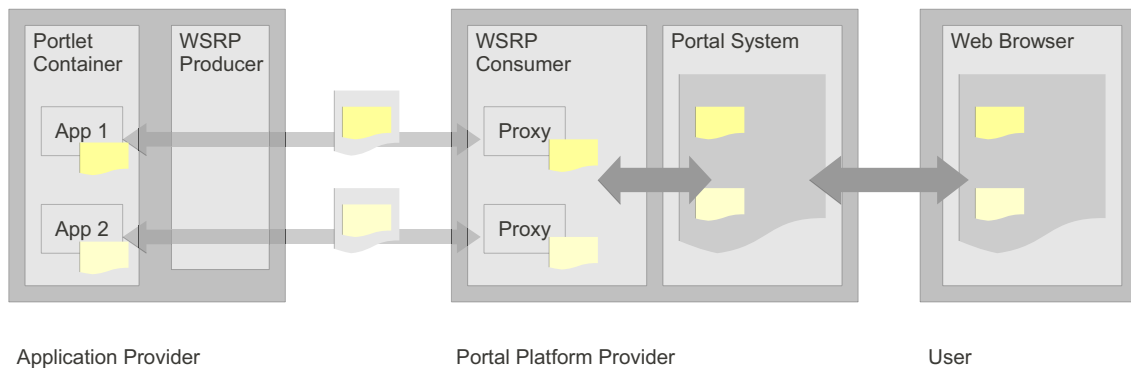 Portlet
Container
WSRP
Producer
App 1
App 2
WSRP
Consumer
Proxy
Proxy
Portal System
Web Browser
Application Provider
Portal Platform Provider
User